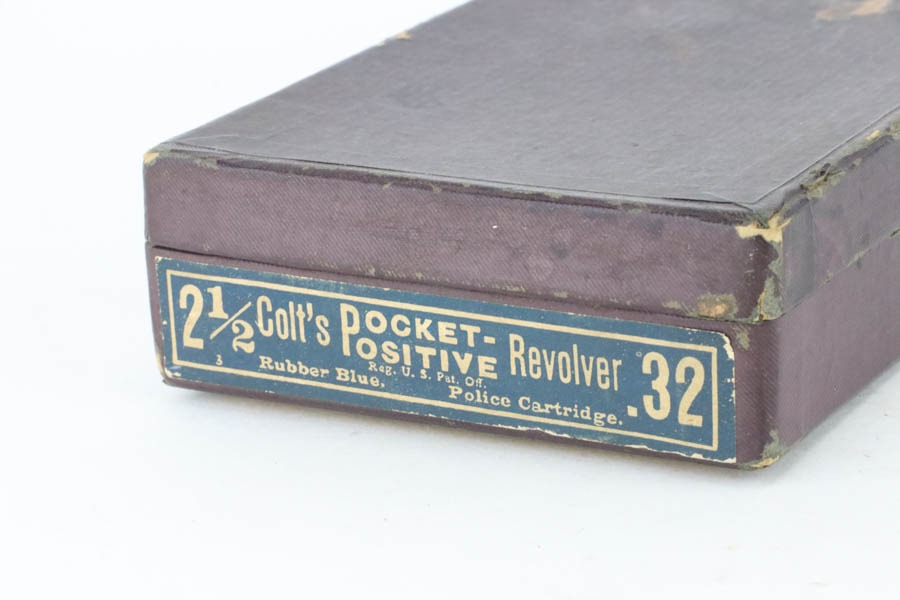 2½ Colt's POCKET-POSITIVE Revolver .32
Reg. U. S. Pat. Off.
3 Rubber Blue. Police Cartridge.